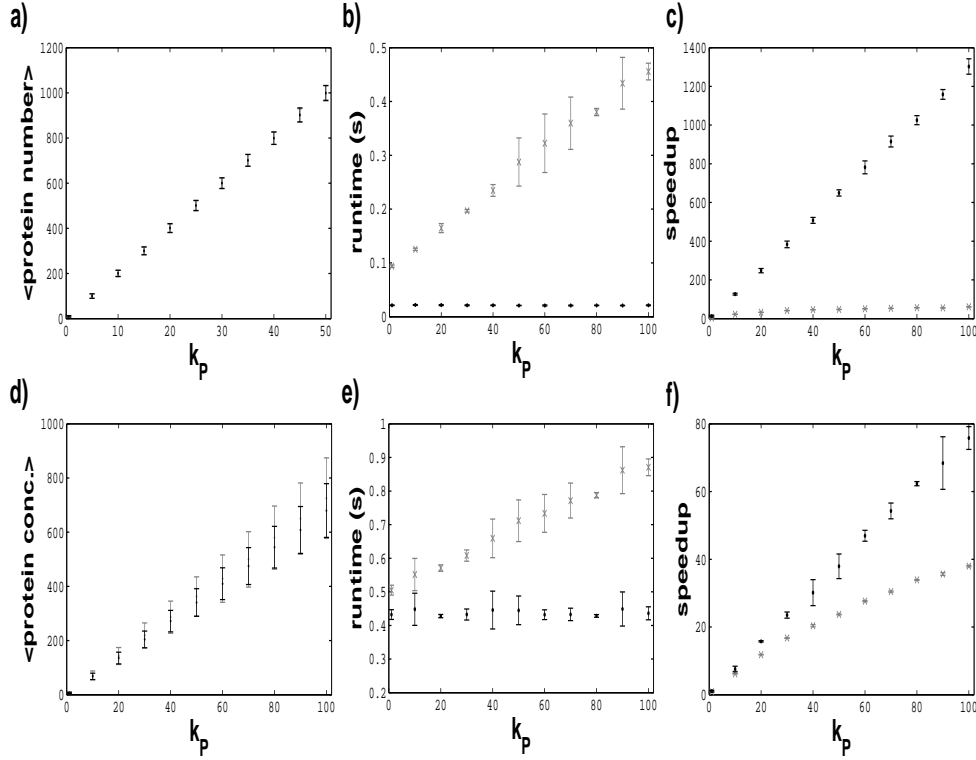 a)
<protein number>
1200
1000
800
600
400
200
0
0 10 20 30 40 50
k_P
b)
runtime (s)
0.5
0.4
0.3
0.2
0.1
0
0 20 40 60 80 100
k_P
c)
speedup
1400
1200
1000
800
600
400
200
0
0 20 40 60 80 100
k_P
d)
<protein conc.>
1000
800
600
400
200
0
0 20 40 60 80 100
k_P
e)
runtime (s)
1
0.9
0.8
0.7
0.6
0.5
0.4
0.3
0.2
0 20 40 60 80 100
k_P
f)
speedup
80
60
40
20
0
0 20 40 60 80 100
k_P